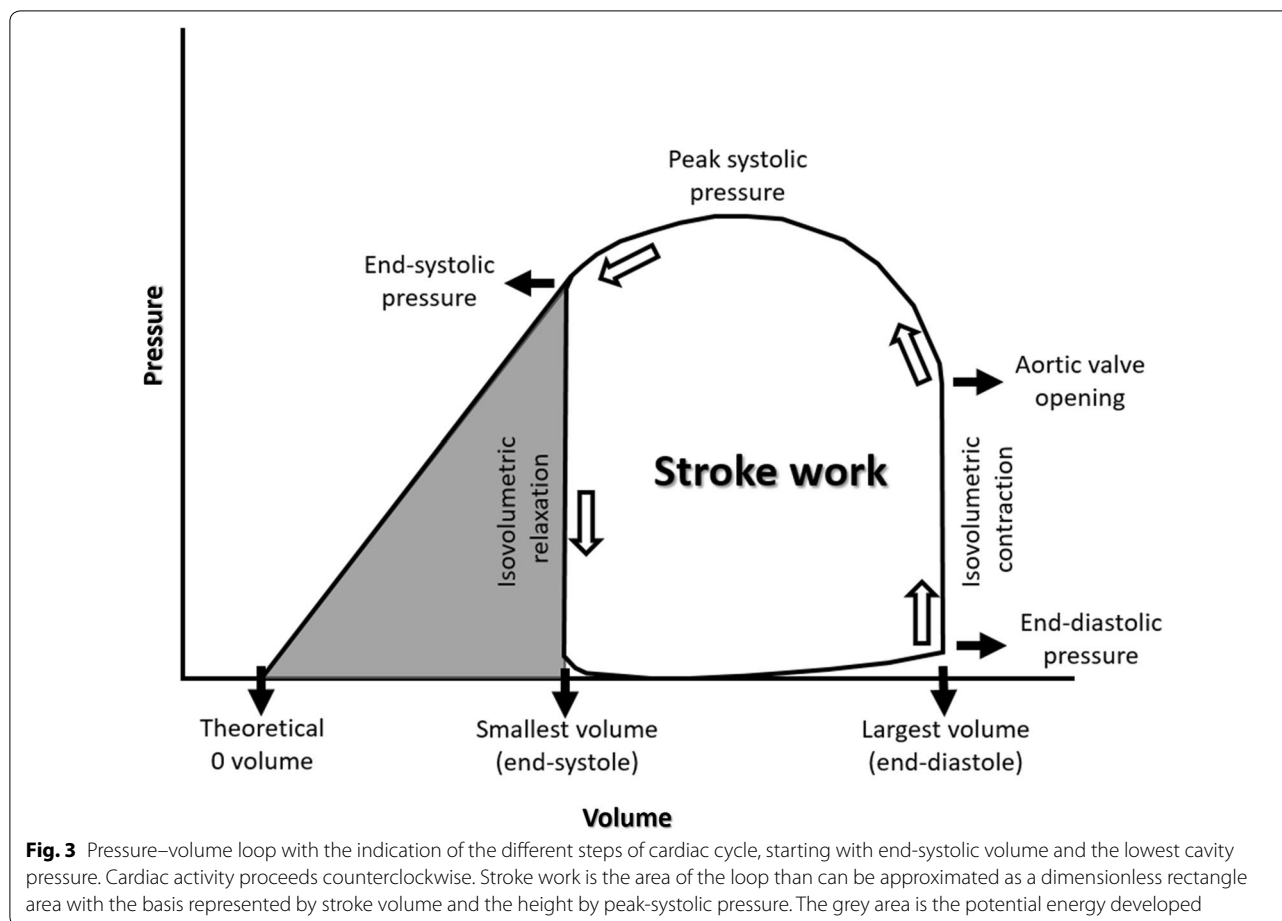 Pressure
Peak systolic
pressure
End-systolic
pressure
Aortic valve
opening
Isovolumetric
relaxation
Stroke work
Isovolumetric
contraction
End-diastolic
pressure
Theoretical
0 volume
Smallest volume
(end-systole)
Largest volume
(end-diastole)
Volume
Fig. 3 Pressure–volume loop with the indication of the different steps of cardiac cycle, starting with end-systolic volume and the lowest cavity
pressure. Cardiac activity proceeds counterclockwise. Stroke work is the area of the loop than can be approximated as a dimensionless rectangle
area with the basis represented by stroke volume and the height by peak-systolic pressure. The grey area is the potential energy developed